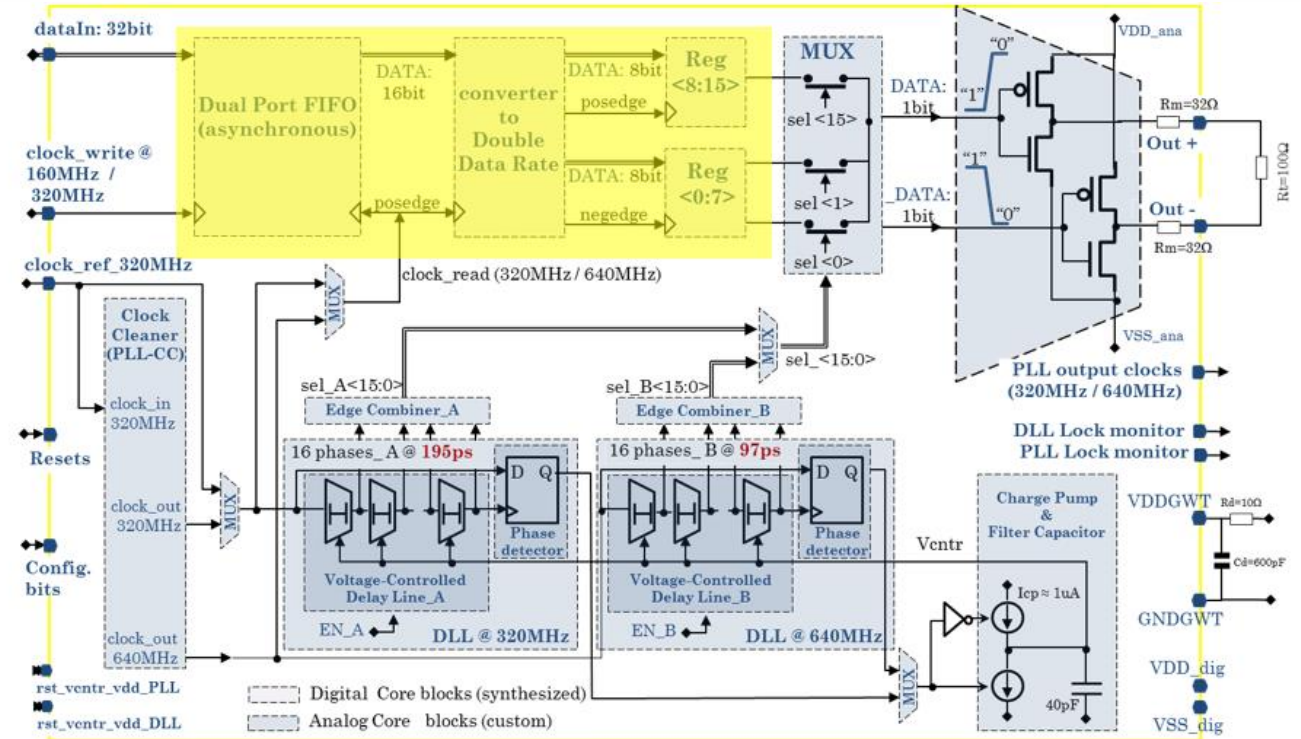 dataIn: 32bit
Dual Port FIFO
(asynchronous)
DATA:
16bit
converter
to
Double
Data Rate
DATA: 8bit
posedge
Reg
<8:15>
DATA: 8bit
negedge
Reg
<0:7>
MUX
sel <15>
sel <1>
sel <0>
DATA:
1bit
_DATA:
1bit
"0"
"1"
"1"
"0"
VDD_ana
Rm=32Ω
Out +
Rt=100Ω
Out -
Rm=32Ω
VSS_ana
clock_write @
160MHz /
320MHz
posedge
clock_read (320MHz / 640MHz)
clock_ref_320MHz
MUX
Clock
Cleaner
(PLL-CC)
clock_in
320MHz
clock_out
320MHz
clock_out
640MHz
MUX
MUX
sel_<15:0>
sel_A<15:0>
Edge Combiner_A
sel_B<15:0>
Edge Combiner_B
16 phases_A @ 195ps
D Q
Phase
detector
Voltage-Controlled
Delay Line_A
EN_A
DLL @ 320MHz
16 phases_B @ 97ps
D Q
Phase
detector
Voltage-Controlled
Delay Line_B
EN_B
DLL @ 640MHz
MUX
Vcntr
Charge Pump
&
Filter Capacitor
Icp ≈ 1uA
40pF
PLL output clocks
(320MHz / 640MHz)
DLL Lock monitor
PLL Lock monitor
VDDGWT
Rd=10Ω
Cd=600pF
GNDGWT
VDD_dig
VSS_dig
Resets
Config.
bits
rst_vcntr_vdd_PLL
rst_vcntr_vdd_DLL
Digital Core blocks (synthesized)
Analog Core blocks (custom)